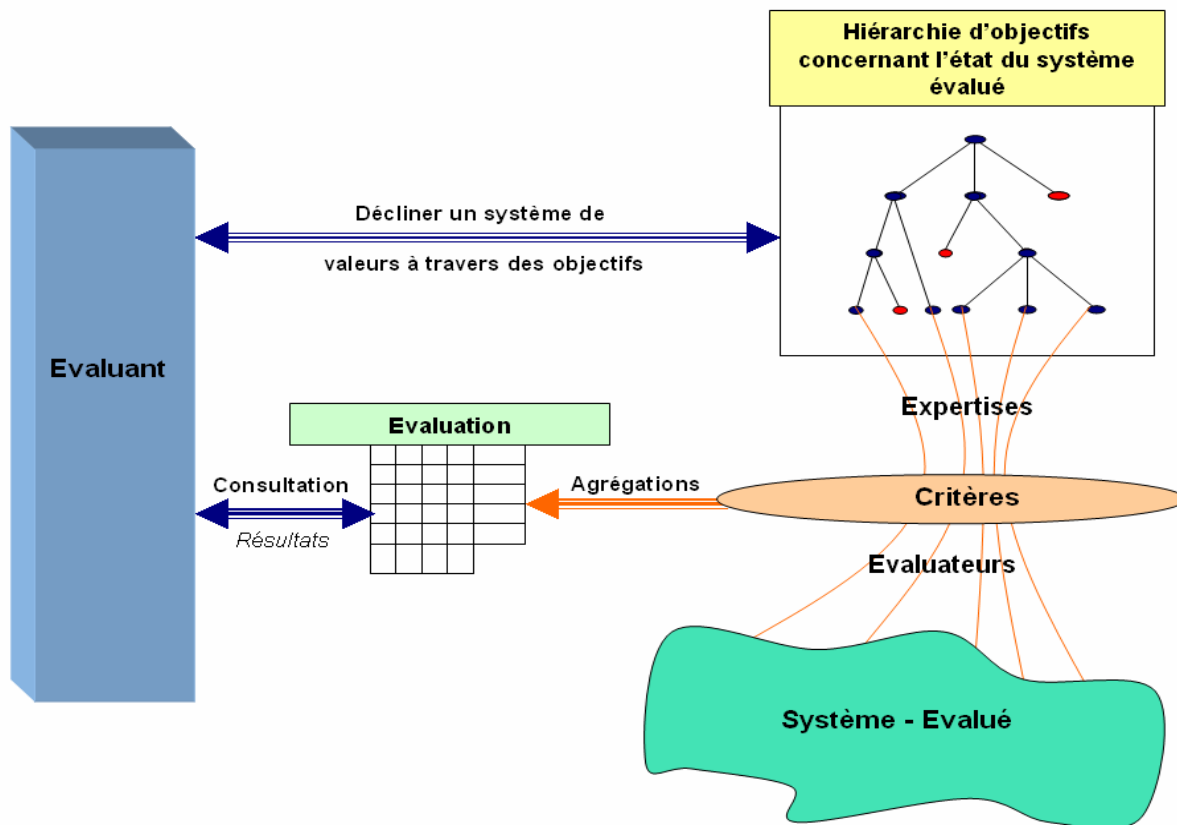 Hiérarchie d'objectifs
concernant l'état du système
évalué
Décliner un système de
valeurs à travers des objectifs
Evaluant
Expertises
Evaluation
Consultation
Résultats
Agrégations
Critères
Evaluateurs
Système - Evalué